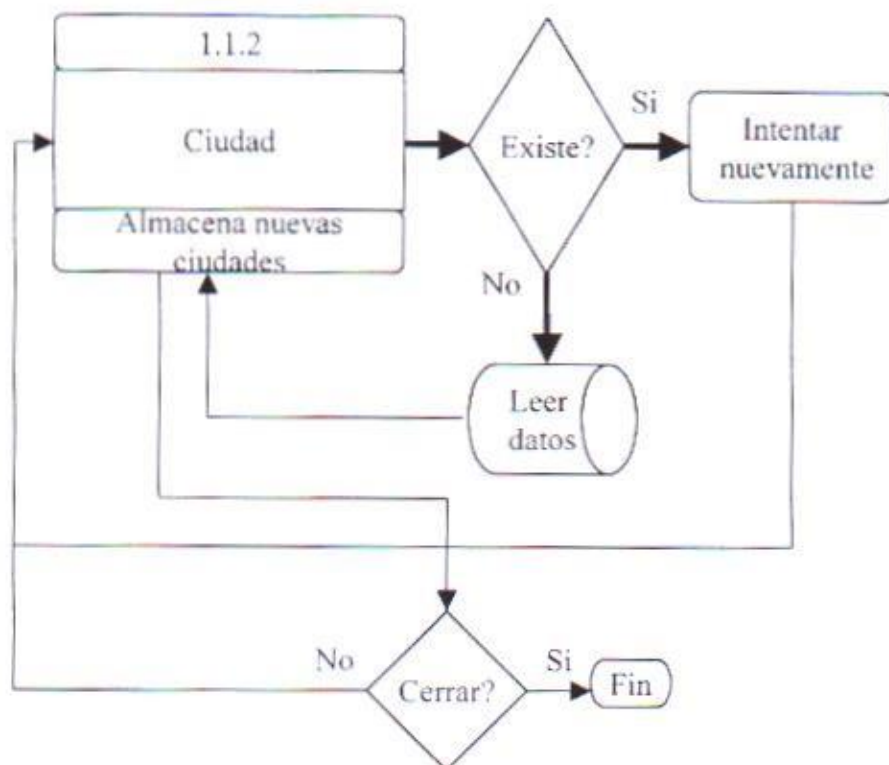 1.1.2
Ciudad
Almacena nuevas
ciudades
Existe?
Si
Intentar
nuevamente
No
Leer
datos
No
Cerrar?
Si
Fin